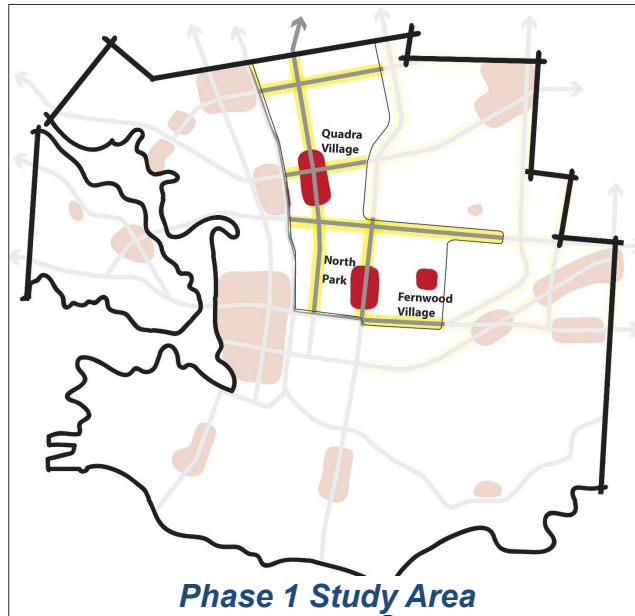 Quadra
Village
North
Park
Fernwood
Village
Phase 1 Study Area